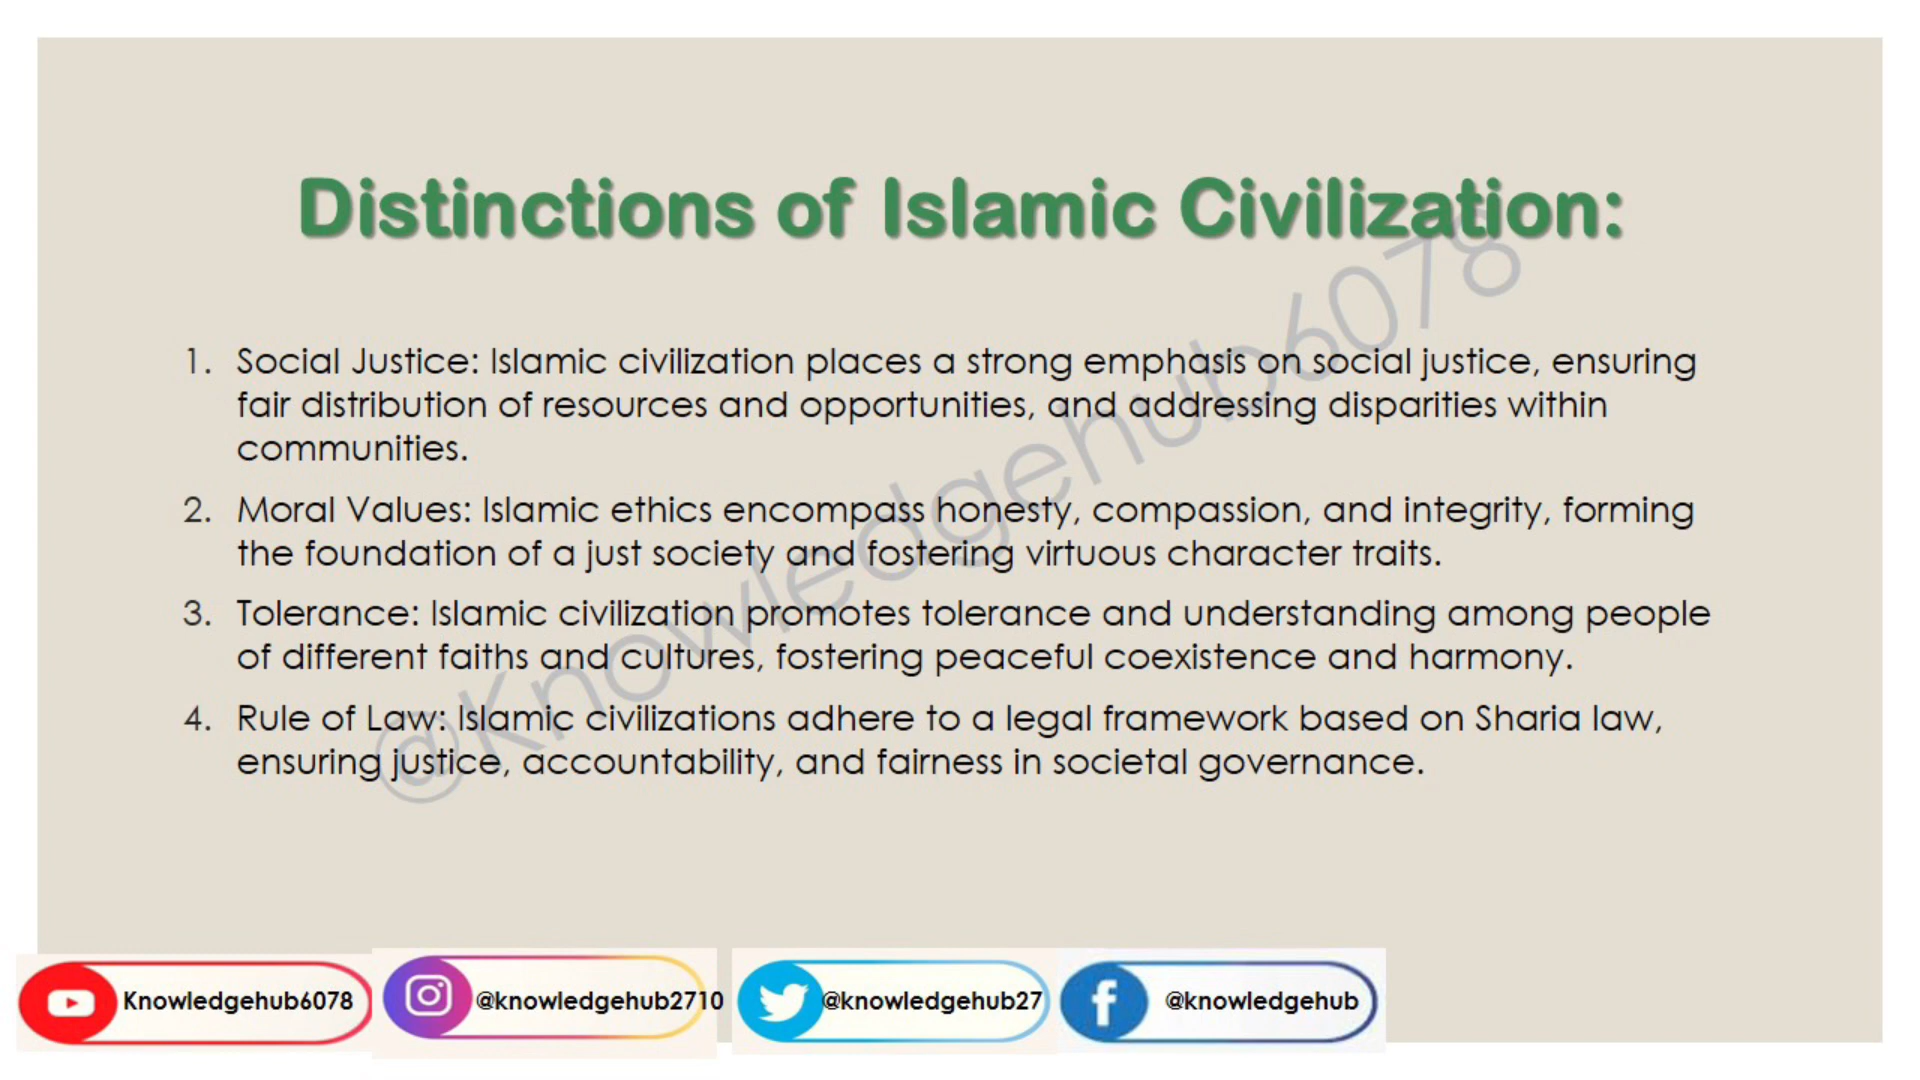 Distinctions of Islamic Civilization:
1. Social Justice: Islamic civilization places a strong emphasis on social justice, ensuring
fair distribution of resources and opportunities, and addressing disparities within
communities.
2. Moral Values: Islamic ethics encompass honesty, compassion, and integrity, forming
the foundation of a just society and fostering virtuous character traits.
3. Tolerance: Islamic civilization promotes tolerance and understanding among people
of different faiths and cultures, fostering peaceful coexistence and harmony.
4. Rule of Law: Islamic civilizations adhere to a legal framework based on Sharia law,
ensuring justice, accountability, and fairness in societal governance.
@Knowledgehub6078
Knowledgehub6078
@knowledgehub2710
@knowledgehub27
@knowledgehub